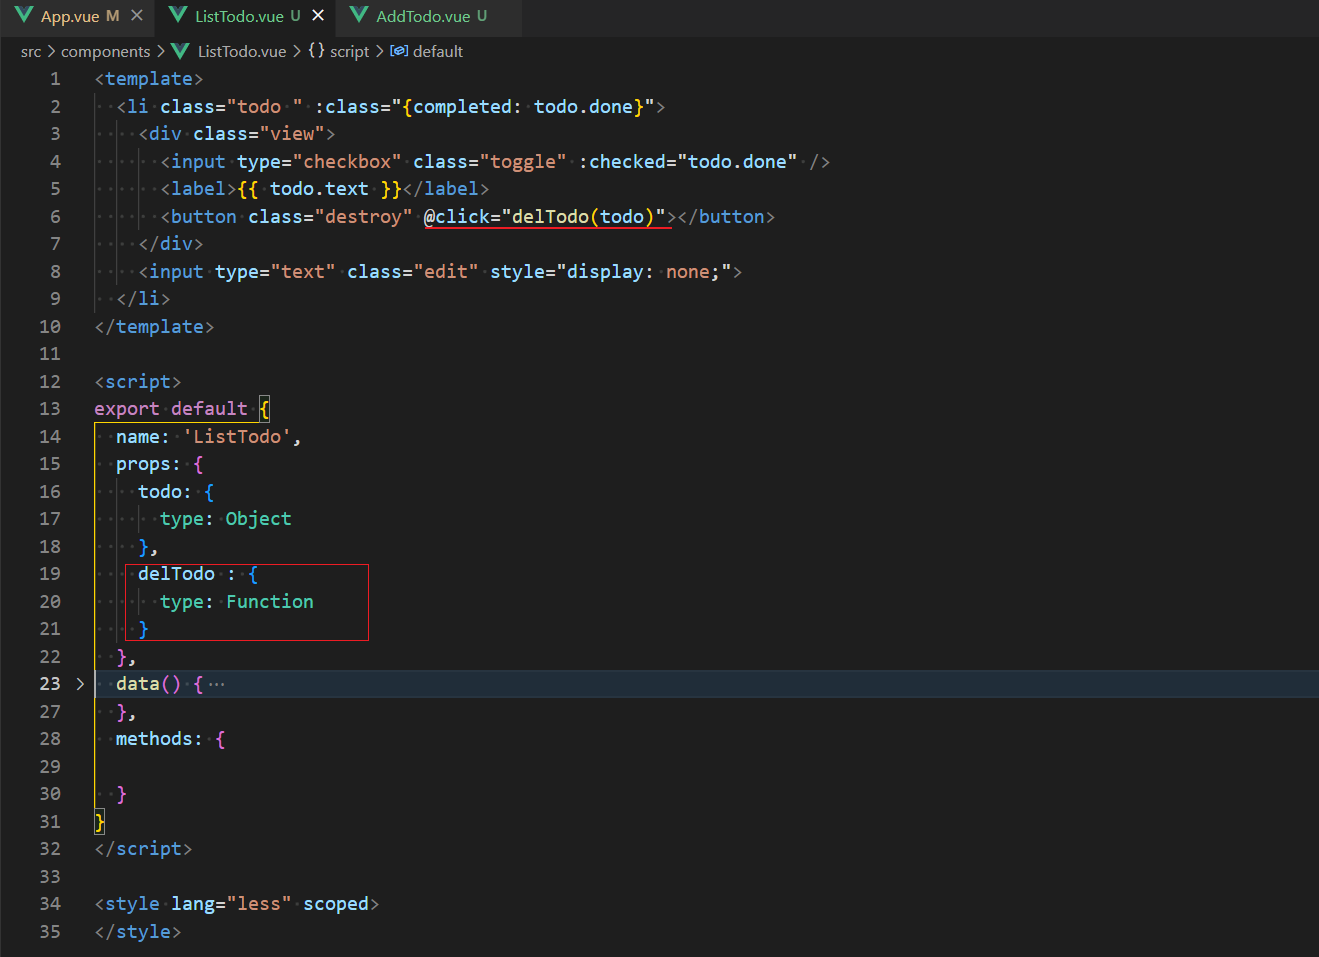 App.vue M ListTodo.vue U AddTodo.vue U
src > components > ListTodo.vue > {} script > default
1 <template>
2 <li class="todo " :class="{completed: todo.done}">
3 <div class="view">
4 <input type="checkbox" class="toggle" :checked="todo.done" />
5 <label>{{ todo.text }}</label>
6 <button class="destroy" @click="delTodo(todo)"></button>
7 </div>
8 <input type="text" class="edit" style="display: none;">
9 </li>
10 </template>
11
12 <script>
13 export default {
14 name: 'ListTodo',
15 props: {
16 todo: {
17 type: Object
18 },
19 delTodo : {
20 type: Function
21 }
22 },
23 > data() { ···
27 },
28 methods: {
29
30 }
31 }
32 </script>
33
34 <style lang="less" scoped>
35 </style>